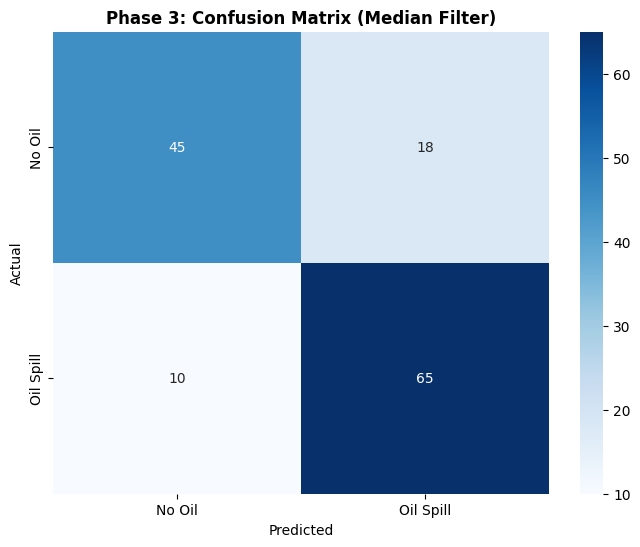 Phase 3: Confusion Matrix (Median Filter)
Actual
No Oil
Oil Spill
45
18
10
65
No Oil
Oil Spill
Predicted
60
50
40
30
20
10